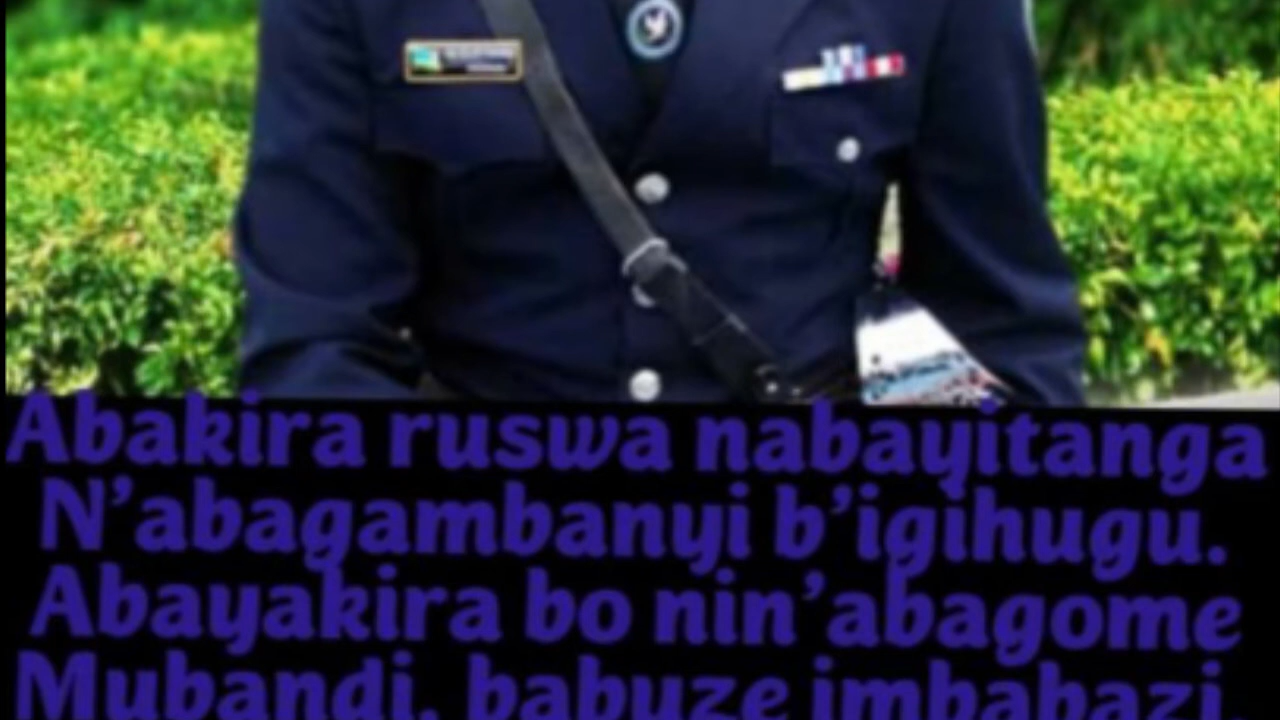 Abakira ruswa nabayitanga
N'abagambanyi b'igihugu.
Abayakira bo nin'abagome
Mubandi, babuze imbabazi.